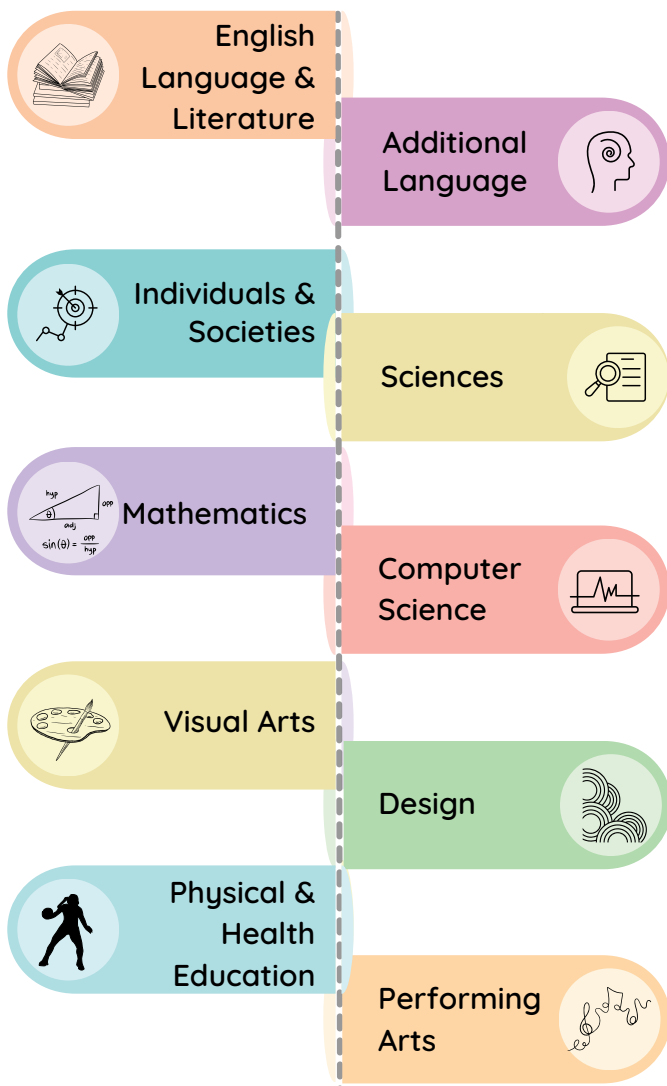 English
Language &
Literature
Additional
Language
Individuals &
Societies
Sciences
hyp
opp
θ
adj
sin(θ) = opp
hyp
Mathematics
Computer
Science
Visual Arts
Design
Physical &
Health
Education
Performing
Arts